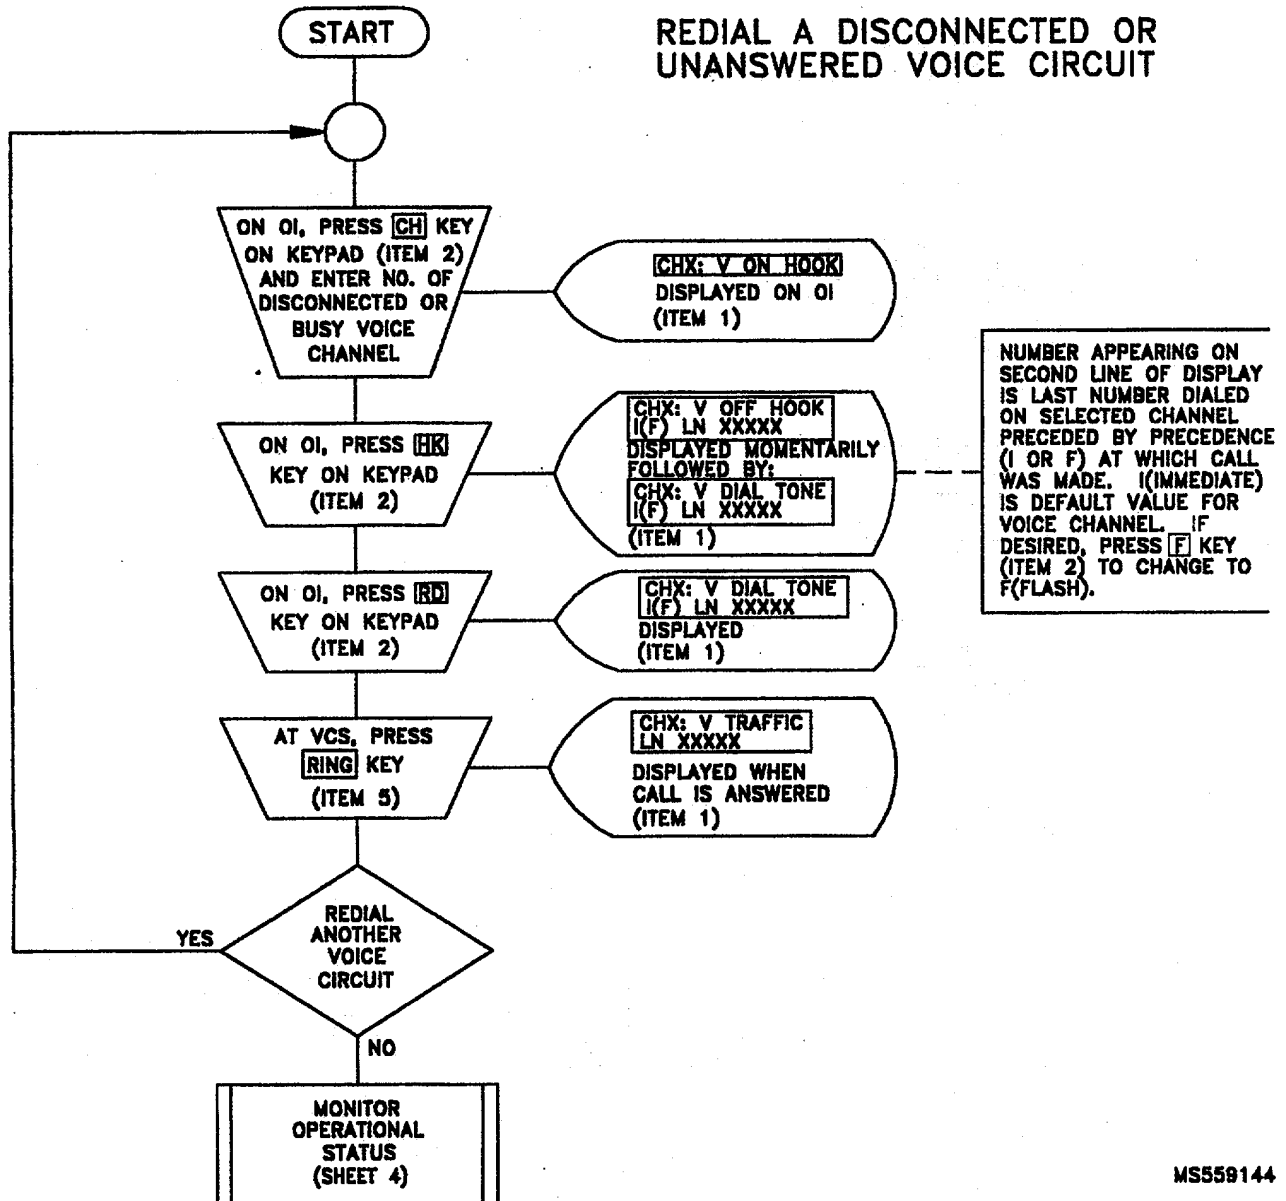 START
REDIAL A DISCONNECTED OR
UNANSWERED VOICE CIRCUIT
ON OI, PRESS CH KEY
ON KEYPAD (ITEM 2)
AND ENTER NO. OF
DISCONNECTED OR
BUSY VOICE
CHANNEL
CHX: V ON HOOK
DISPLAYED ON OI
(ITEM 1)
ON OI, PRESS HK
KEY ON KEYPAD
(ITEM 2)
CHX: V OFF HOOK
I(F) LN XXXXX
DISPLAYED MOMENTARILY
FOLLOWED BY:
CHX: V DIAL TONE
I(F) LN XXXXX
(ITEM 1)
NUMBER APPEARING ON
SECOND LINE OF DISPLAY
IS LAST NUMBER DIALED
ON SELECTED CHANNEL
PRECEDED BY PRECEDENCE
(I OR F) AT WHICH CALL
WAS MADE. I(IMMEDIATE)
IS DEFAULT VALUE FOR
VOICE CHANNEL. IF
DESIRED, PRESS F KEY
(ITEM 2) TO CHANGE TO
F(FLASH).
ON OI, PRESS RD
KEY ON KEYPAD
(ITEM 2)
CHX: V DIAL TONE
I(F) LN XXXXX
DISPLAYED
(ITEM 1)
AT VCS, PRESS
RING KEY
(ITEM 5)
CHX: V TRAFFIC
LN XXXXX
DISPLAYED WHEN
CALL IS ANSWERED
(ITEM 1)
REDIAL
ANOTHER
VOICE
CIRCUIT
YES
NO
MONITOR
OPERATIONAL
STATUS
(SHEET 4)
MS559144